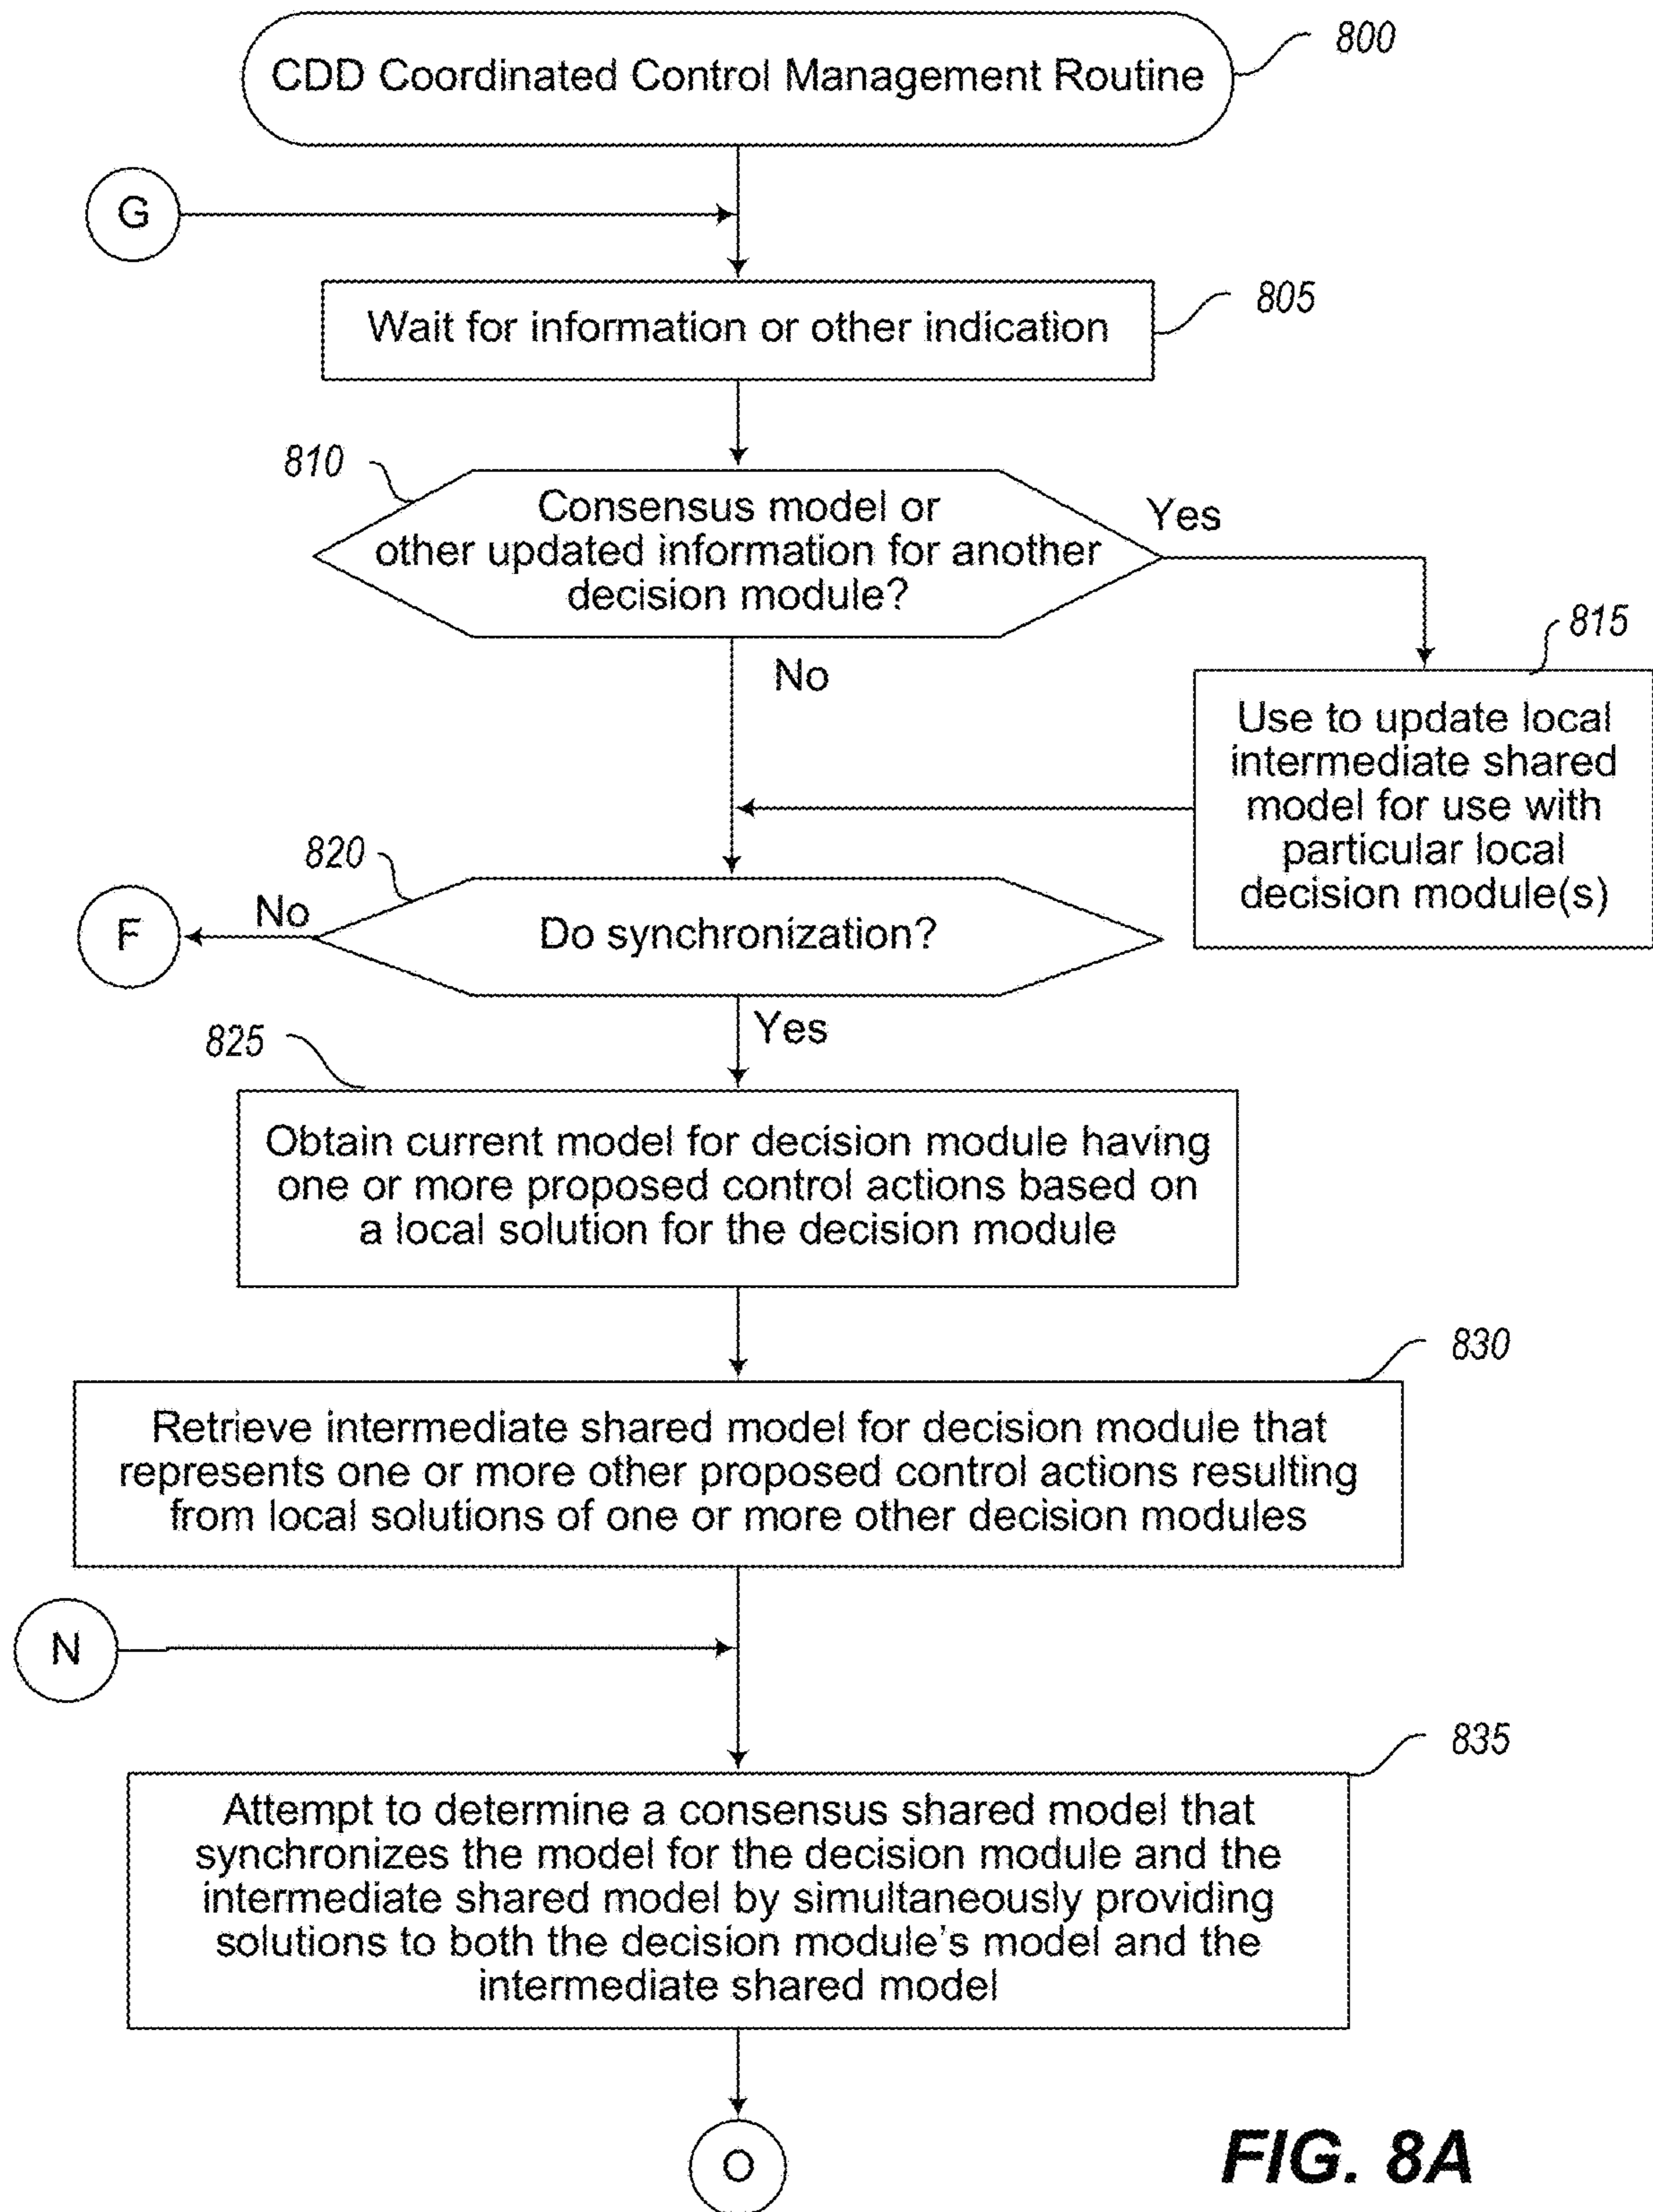 CDD Coordinated Control Management Routine
800
G
Wait for information or other indication
805
810
Consensus model or
other updated information for another
decision module?
Yes
No
815
Use to update local
intermediate shared
model for use with
particular local
decision module(s)
820
F
No
Do synchronization?
Yes
825
Obtain current model for decision module having
one or more proposed control actions based on
a local solution for the decision module
830
Retrieve intermediate shared model for decision module that
represents one or more other proposed control actions resulting
from local solutions of one or more other decision modules
N
835
Attempt to determine a consensus shared model that
synchronizes the model for the decision module and the
intermediate shared model by simultaneously providing
solutions to both the decision module's model and the
intermediate shared model
O
FIG. 8A